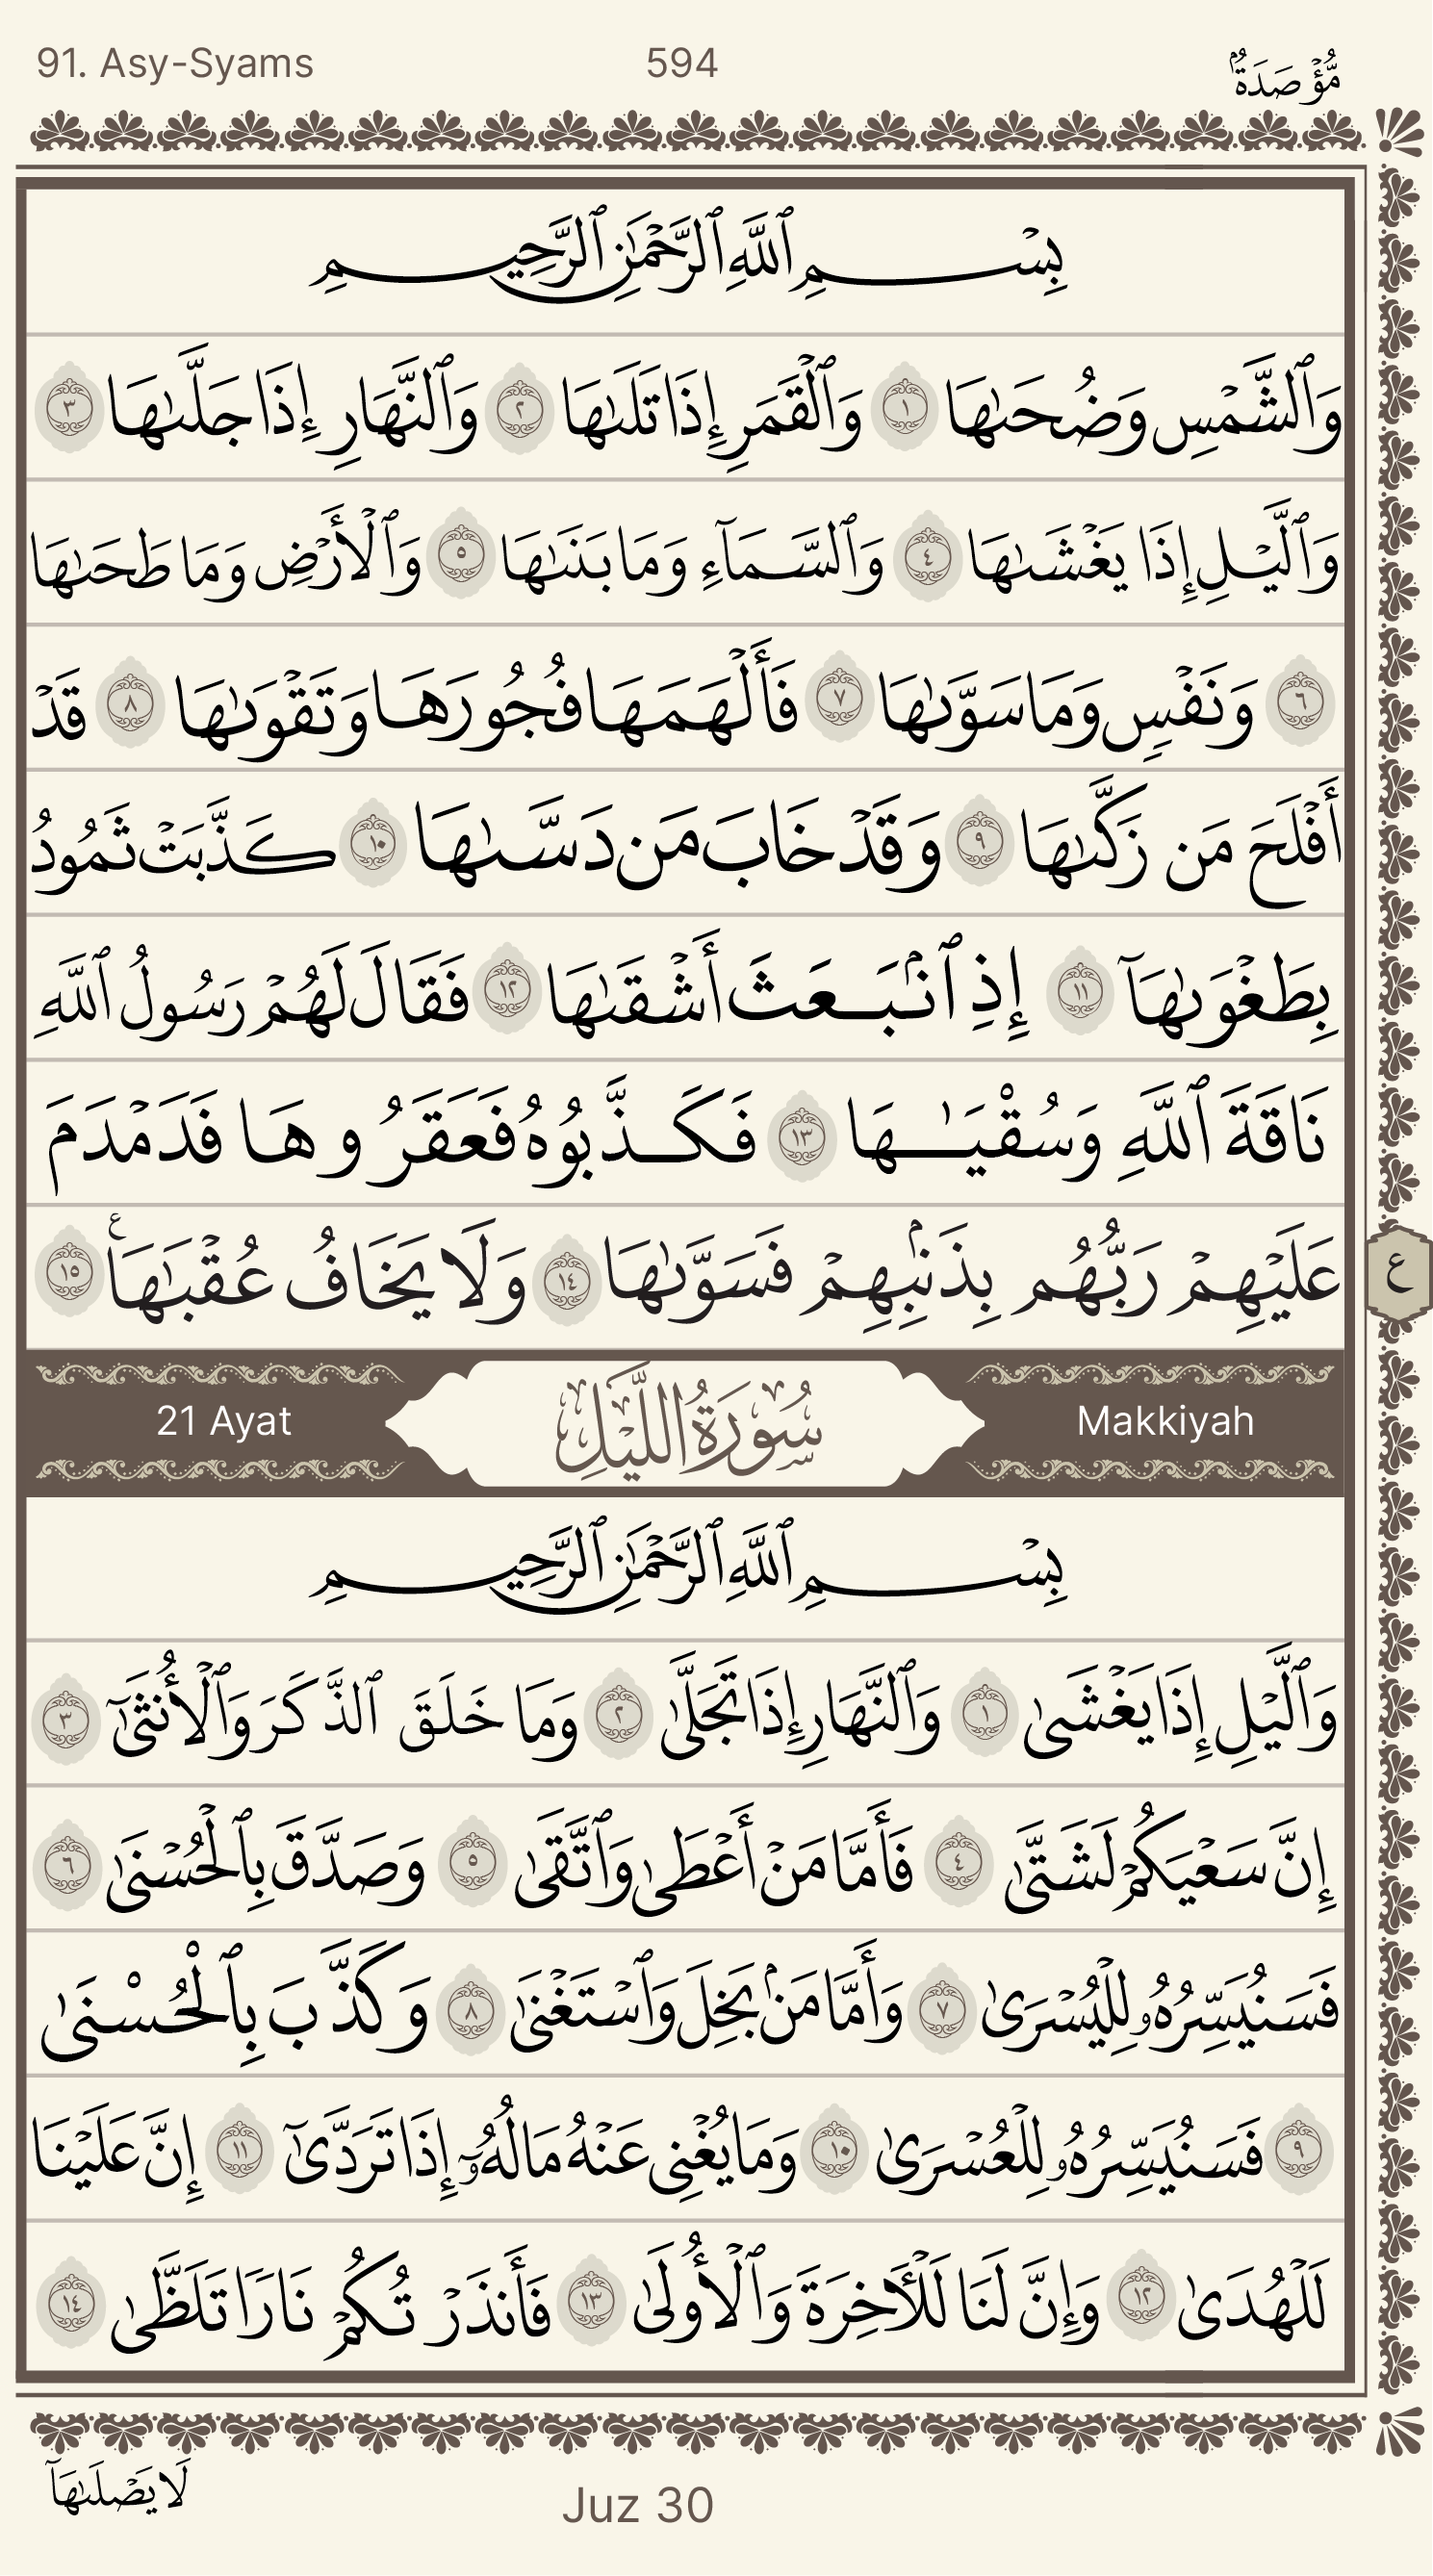 91. Asy-Syams 594 مُّؤْصَدَةٌۢ
بِسْمِ ٱللَّهِ ٱلرَّحْمَٰنِ ٱلرَّحِيمِ
وَٱلشَّمْسِ وَضُحَىٰهَا ١ وَٱلْقَمَرِ إِذَا تَلَىٰهَا ٢ وَٱلنَّهَارِ إِذَا جَلَّىٰهَا ٣
وَٱلَّيْلِ إِذَا يَغْشَىٰهَا ٤ وَٱلسَّمَآءِ وَمَا بَنَىٰهَا ٥ وَٱلْأَرْضِ وَمَا طَحَىٰهَا
٦ وَنَفْسٍ وَمَا سَوَّىٰهَا ٧ فَأَلْهَمَهَا فُجُورَهَا وَتَقْوَىٰهَا ٨ قَدْ
أَفْلَحَ مَن زَكَّىٰهَا ٩ وَقَدْ خَابَ مَن دَسَّىٰهَا ١٠ كَذَّبَتْ ثَمُودُ
بِطَغْوَىٰهَآ ١١ إِذِ ٱنۢبَعَثَ أَشْقَىٰهَا ١٢ فَقَالَ لَهُمْ رَسُولُ ٱللَّهِ
نَاقَةَ ٱللَّهِ وَسُقْيَٰهَا ١٣ فَكَذَّبُوهُ فَعَقَرُوهَا فَدَمْدَمَ
عَلَيْهِمْ رَبُّهُم بِذَنۢبِهِمْ فَسَوَّىٰهَا ١٤ وَلَا يَخَافُ عُقْبَٰهَا ۚ ١٥
ع
21 Ayat سُورَةُ اللَّيْلِ Makkiyah
بِسْمِ ٱللَّهِ ٱلرَّحْمَٰنِ ٱلرَّحِيمِ
وَٱلَّيْلِ إِذَا يَغْشَىٰ ١ وَٱلنَّهَارِ إِذَا تَجَلَّىٰ ٢ وَمَا خَلَقَ ٱلذَّكَرَ وَٱلْأُنثَىٰٓ ٣
إِنَّ سَعْيَكُمْ لَشَتَّىٰ ٤ فَأَمَّا مَنْ أَعْطَىٰ وَٱتَّقَىٰ ٥ وَصَدَّقَ بِٱلْحُسْنَىٰ ٦
فَسَنُيَسِّرُهُۥ لِلْيُسْرَىٰ ٧ وَأَمَّا مَنۢ بَخِلَ وَٱسْتَغْنَىٰ ٨ وَكَذَّبَ بِٱلْحُسْنَىٰ
٩ فَسَنُيَسِّرُهُۥ لِلْعُسْرَىٰ ١٠ وَمَا يُغْنِى عَنْهُ مَالُهُۥٓ إِذَا تَرَدَّىٰٓ ١١ إِنَّ عَلَيْنَا
لَلْهُدَىٰ ١٢ وَإِنَّ لَنَا لَلْـَٔاخِرَةَ وَٱلْأُولَىٰ ١٣ فَأَنذَرْتُكُمْ نَارًا تَلَظَّىٰ ١٤
لَا يَصْلَىٰهَآ
Juz 30